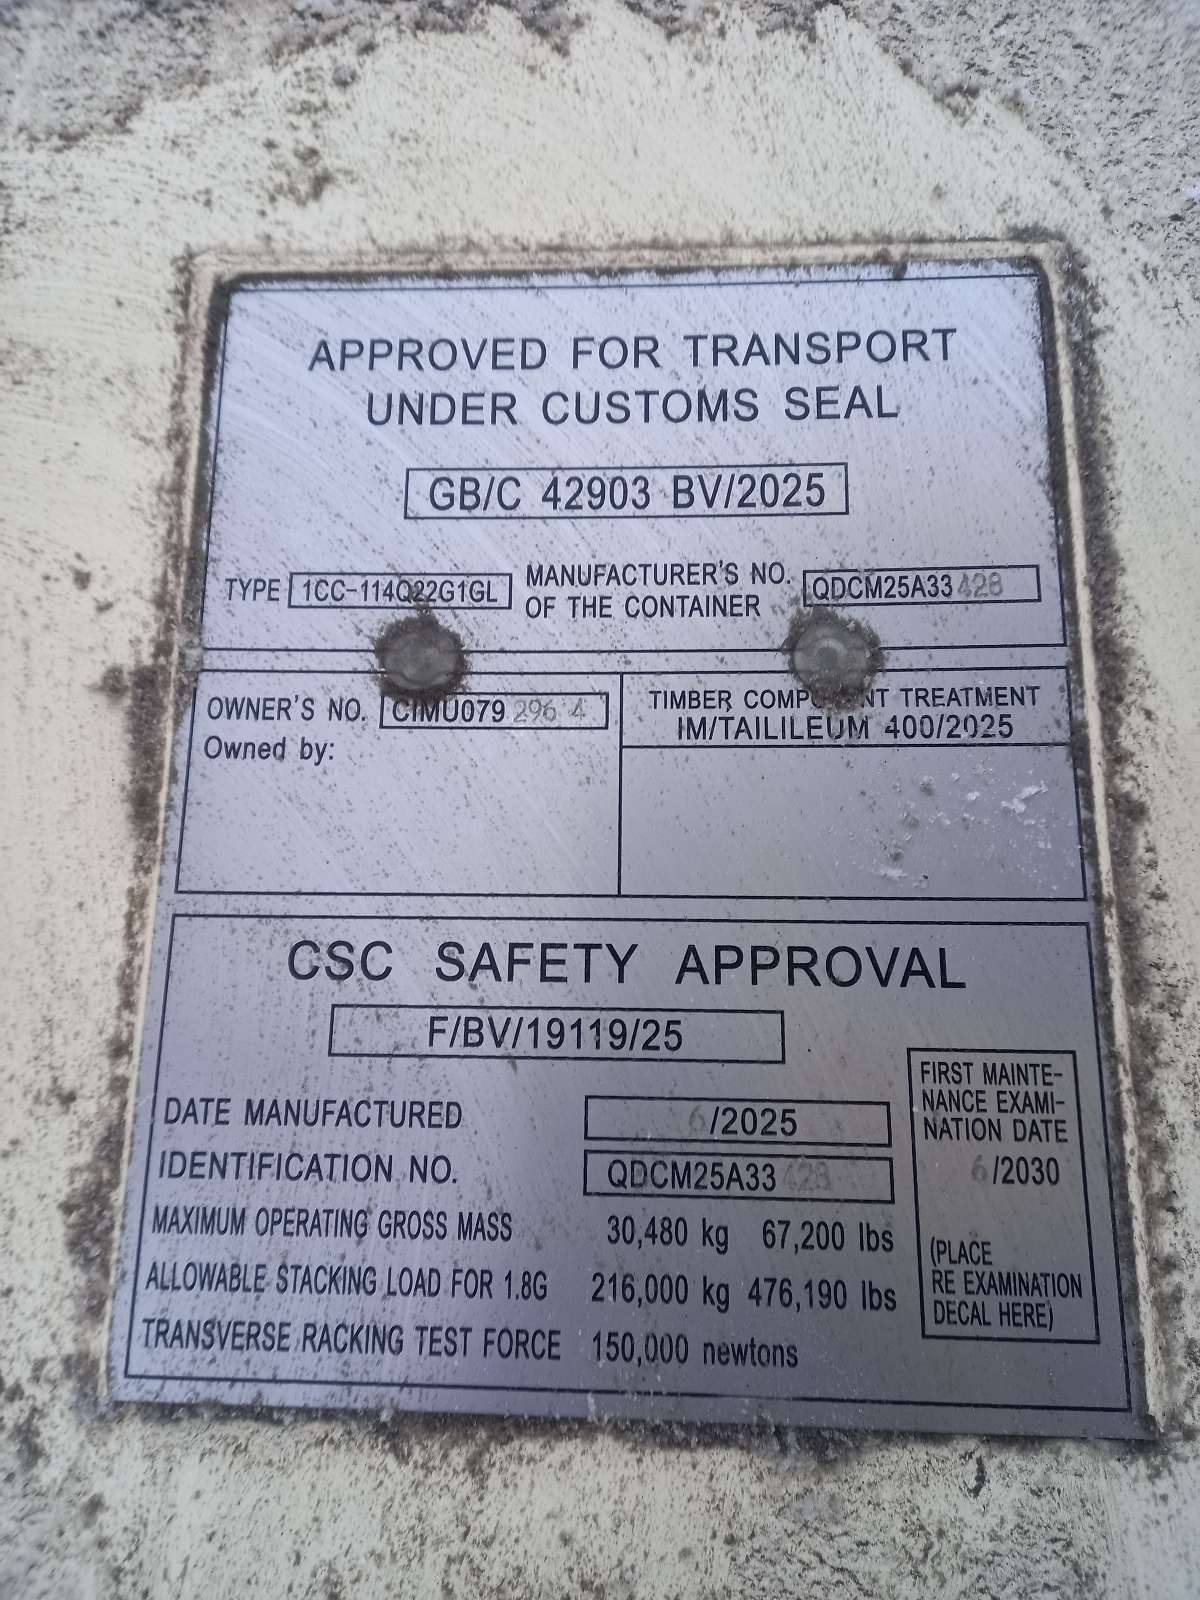 APPROVED FOR TRANSPORT
UNDER CUSTOMS SEAL
GB/C 42903 BV/2025
TYPE 1CC-114Q22G1GL
MANUFACTURER'S NO.
OF THE CONTAINER
QDCM25A33428
OWNER'S NO. CIMU079 296 4
Owned by:
TIMBER COMPONENT TREATMENT
IM/TAILILEUM 400/2025
CSC SAFETY APPROVAL
F/BV/19119/25
DATE MANUFACTURED 6/2025
IDENTIFICATION NO. QDCM25A33428
MAXIMUM OPERATING GROSS MASS 30,480 kg 67,200 lbs
ALLOWABLE STACKING LOAD FOR 1.8G 216,000 kg 476,190 lbs
TRANSVERSE RACKING TEST FORCE 150,000 newtons
FIRST MAINTE-
NANCE EXAMI-
NATION DATE
6/2030
(PLACE
RE EXAMINATION
DECAL HERE)